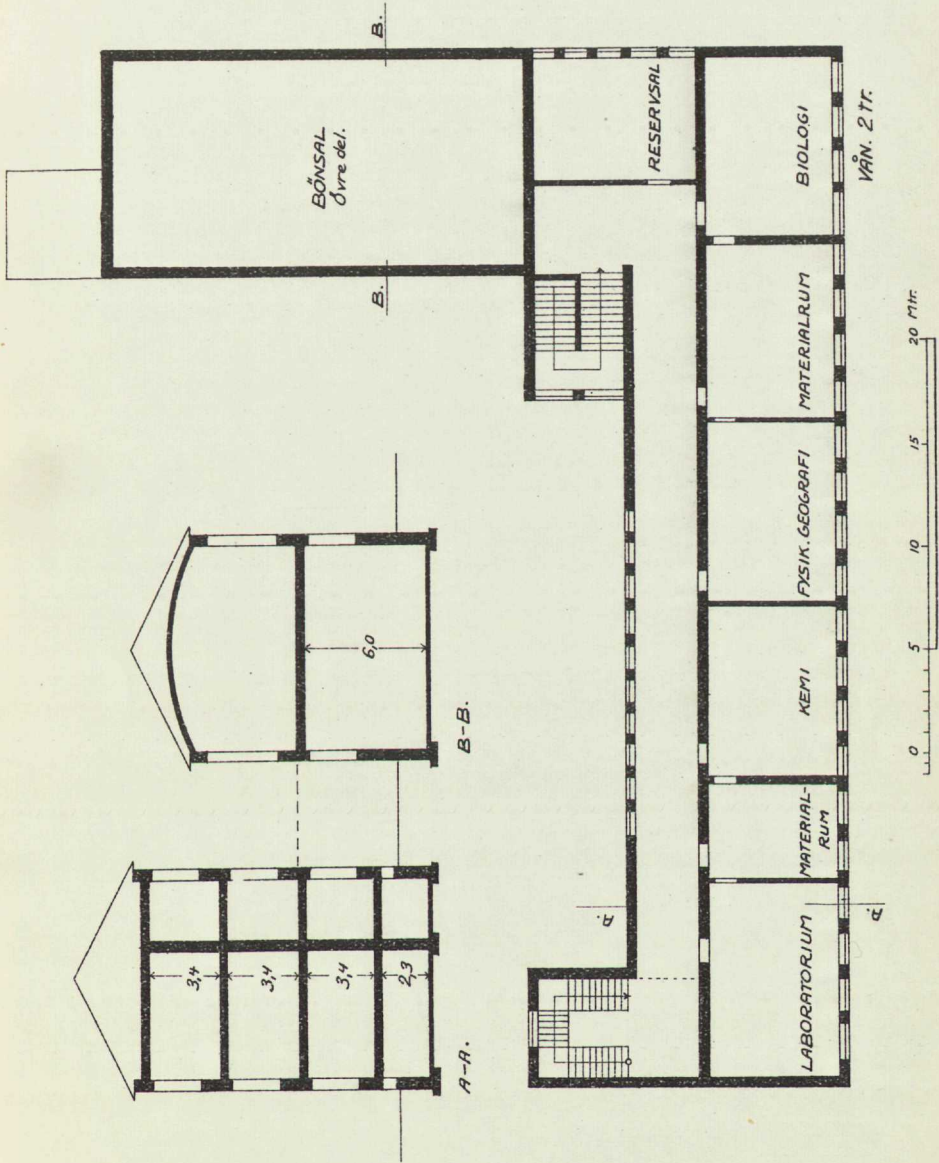 3,4
3,4
3,4
2,3
A-A.
6,0
B-B.
BÖNSAL
Övre del.
B.
B.
RESERVSAL
A.
A.
LABORATORIUM
MATERIAL-
RUM
KEMI
FYSIK.GEOGRAFI
MATERIALRUM
BIOLOGI
VÅN. 2 TR.
0 5 10 15 20 Mtr.